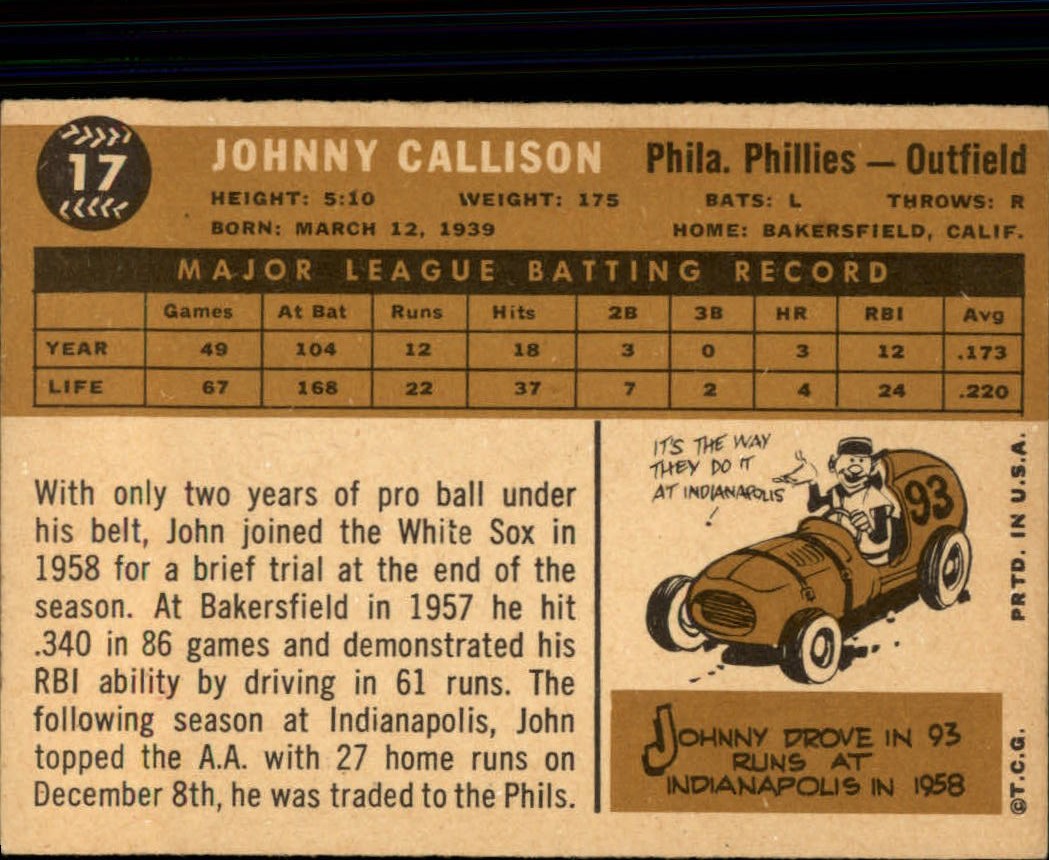 17
JOHNNY CALLISON Phila. Phillies — Outfield
HEIGHT: 5:10 WEIGHT: 175 BATS: L THROWS: R
BORN: MARCH 12, 1939 HOME: BAKERSFIELD, CALIF.
MAJOR LEAGUE BATTING RECORD
Games At Bat Runs Hits 2B 3B HR RBI Avg
YEAR 49 104 12 18 3 0 3 12 .173
LIFE 67 168 22 37 7 2 4 24 .220
With only two years of pro ball under
his belt, John joined the White Sox in
1958 for a brief trial at the end of the
season. At Bakersfield in 1957 he hit
.340 in 86 games and demonstrated his
RBI ability by driving in 61 runs. The
following season at Indianapolis, John
topped the A.A. with 27 home runs on
December 8th, he was traded to the Phils.
IT'S THE WAY
THEY DO IT
AT INDIANAPOLIS
!
93
JOHNNY DROVE IN 93
RUNS AT
INDIANAPOLIS IN 1958
©T.C.G. PRTD. IN U.S.A.